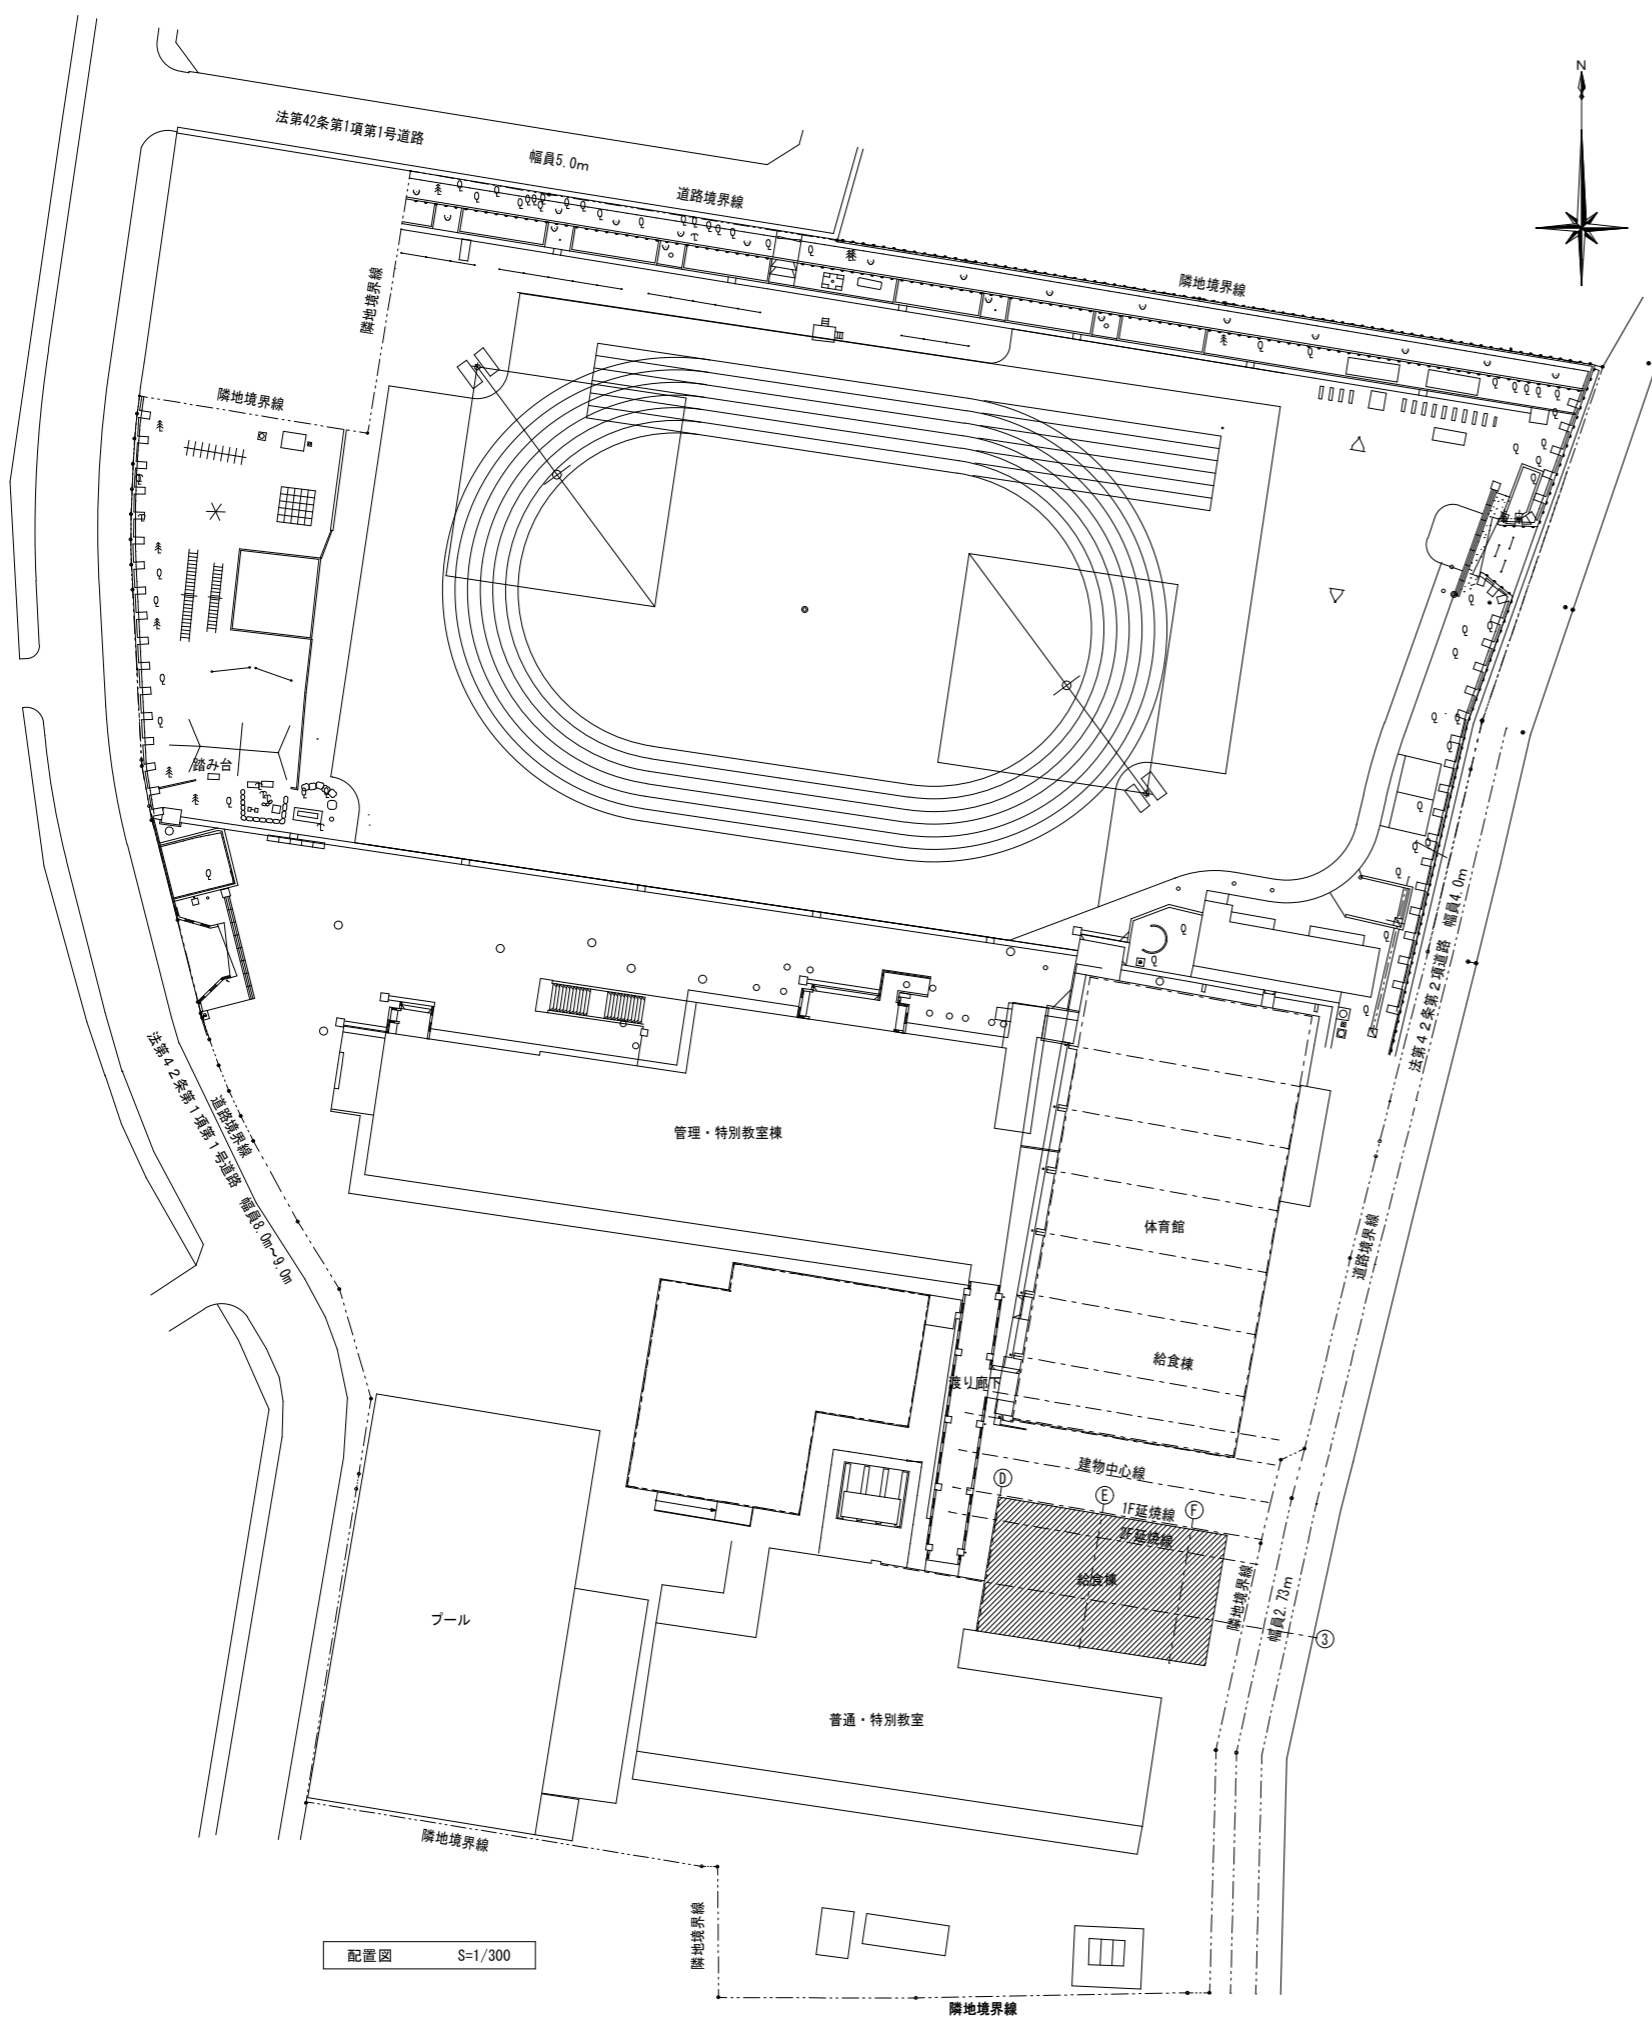 N
法第42条第1項第1号道路
幅員5.0m
道路境界線
隣地境界線
隣地境界線
隣地境界線
踏み台
法第42条第2項道路 幅員4.0m
法第42条第1項第1号道路 幅員8.0m～9.0m
道路境界線
管理・特別教室棟
体育館
道路境界線
給食棟
渡り廊下
建物中心線
D
E
F
1F延焼線
2F延焼線
給食棟
隣地境界線
幅員2.73m
3
プール
普通・特別教室
隣地境界線
隣地境界線
配置図 S=1/300
隣地境界線